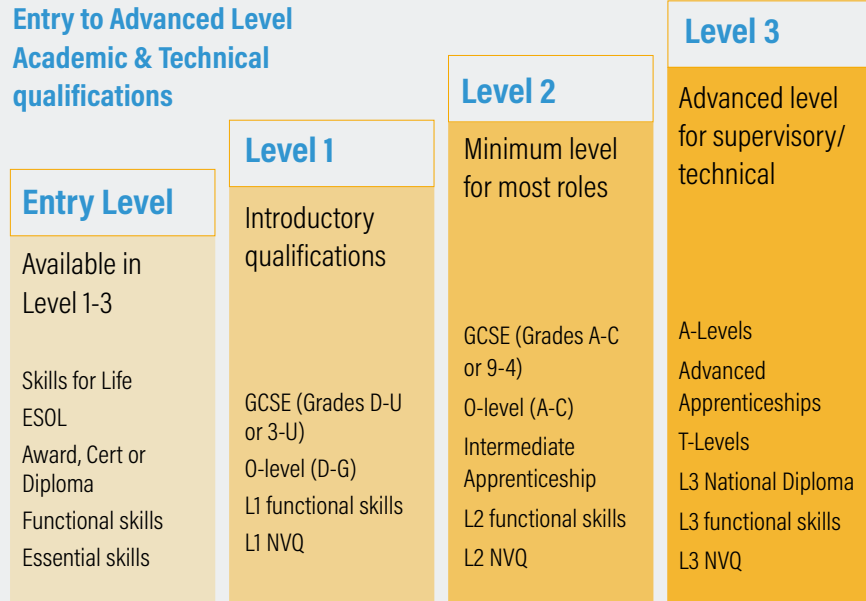 Entry to Advanced Level
Academic & Technical
qualifications
Entry Level
Available in
Level 1-3
Skills for Life
ESOL
Award, Cert or
Diploma
Functional skills
Essential skills
Level 1
Introductory
qualifications
GCSE (Grades D-U
or 3-U)
O-level (D-G)
L1 functional skills
L1 NVQ
Level 2
Minimum level
for most roles
GCSE (Grades A-C
or 9-4)
O-level (A-C)
Intermediate
Apprenticeship
L2 functional skills
L2 NVQ
Level 3
Advanced level
for supervisory/
technical
A-Levels
Advanced
Apprenticeships
T-Levels
L3 National Diploma
L3 functional skills
L3 NVQ